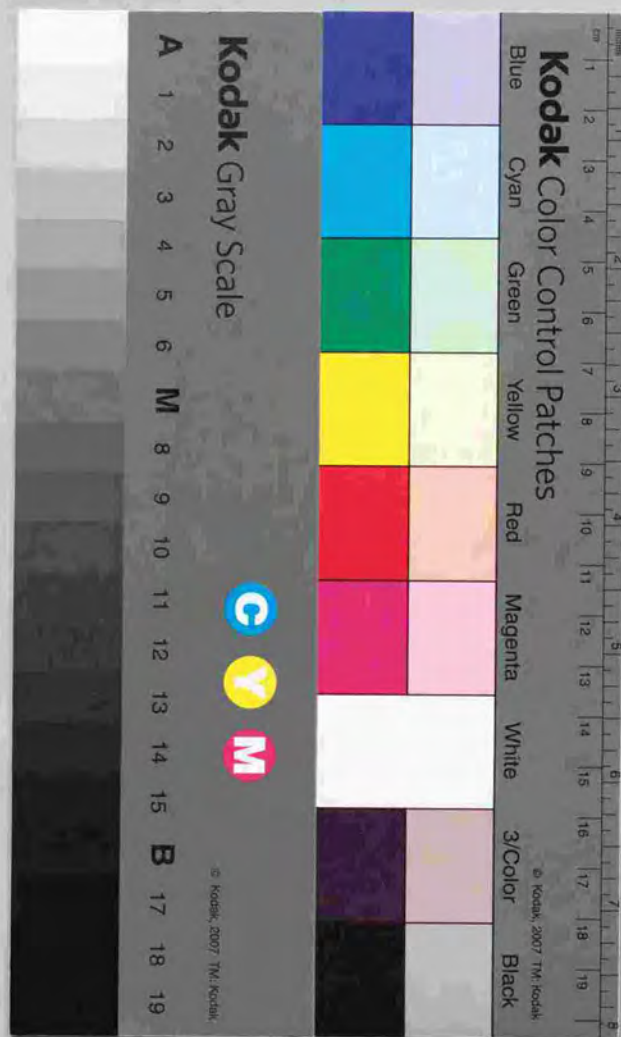 Kodak Color Control Patches
inches
cm
1 2 3 4 5 6 7 8
1 2 3 4 5 6 7 8 9 10 11 12 13 14 15 16 17 18 19
Blue Cyan Green Yellow Red Magenta White 3/Color Black
© Kodak, 2007 TM: Kodak
Kodak Gray Scale
C Y M
© Kodak, 2007 TM: Kodak
A 1 2 3 4 5 6 M 8 9 10 11 12 13 14 15 B 17 18 19